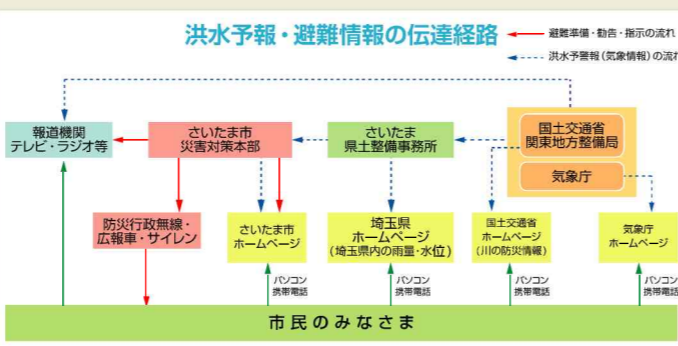 洪水予報・避難情報の伝達経路
避難準備・勧告・指示の流れ
洪水予警報(気象情報)の流れ
報道機関
テレビ・ラジオ等
さいたま市
災害対策本部
さいたま
県土整備事務所
国土交通省
関東地方整備局
気象庁
防災行政無線・
広報車・サイレン
さいたま市
ホームページ
埼玉県
ホームページ
(埼玉県内の雨量・水位)
国土交通省
ホームページ
(川の防災情報)
気象庁
ホームページ
パソコン
携帯電話
パソコン
携帯電話
パソコン
携帯電話
パソコン
携帯電話
市民のみなさま